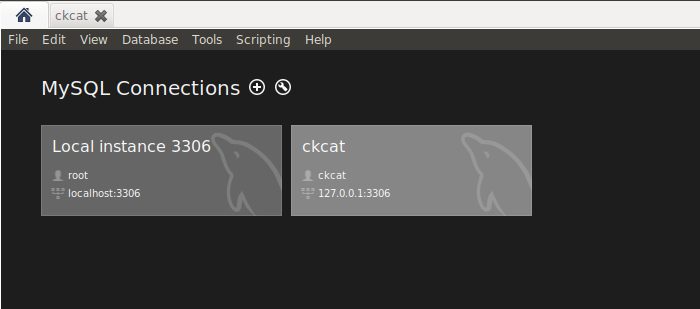 ckcat
File Edit View Database Tools Scripting Help
MySQL Connections
Local instance 3306
root
localhost:3306
ckcat
ckcat
127.0.0.1:3306